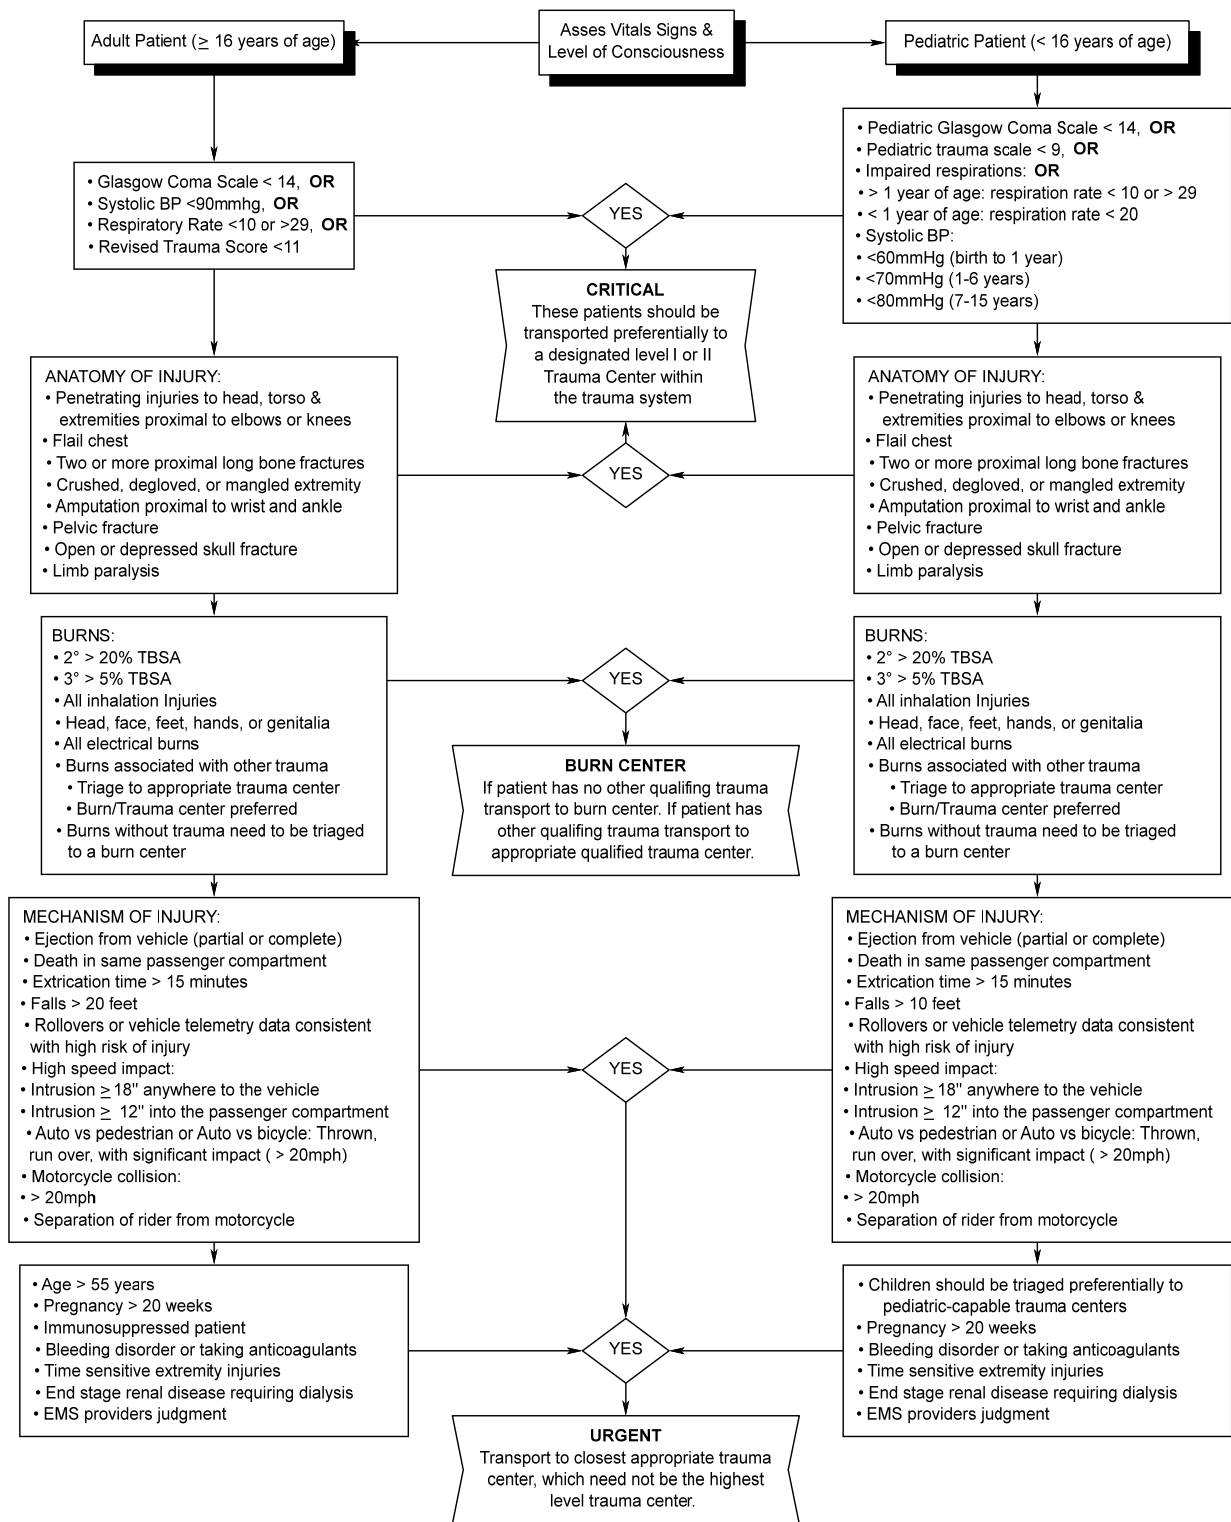 Adult Patient (≥ 16 years of age)
Asses Vitals Signs &
Level of Consciousness
Pediatric Patient (< 16 years of age)
• Glasgow Coma Scale < 14, OR
• Systolic BP <90mmhg, OR
• Respiratory Rate <10 or >29, OR
• Revised Trauma Score <11
YES
• Pediatric Glasgow Coma Scale < 14, OR
• Pediatric trauma scale < 9, OR
• Impaired respirations: OR
• > 1 year of age: respiration rate < 10 or > 29
• < 1 year of age: respiration rate < 20
• Systolic BP:
• <60mmHg (birth to 1 year)
• <70mmHg (1-6 years)
• <80mmHg (7-15 years)
CRITICAL
These patients should be
transported preferentially to
a designated level I or II
Trauma Center within
the trauma system
ANATOMY OF INJURY:
• Penetrating injuries to head, torso &
extremities proximal to elbows or knees
• Flail chest
• Two or more proximal long bone fractures
• Crushed, degloved, or mangled extremity
• Amputation proximal to wrist and ankle
• Pelvic fracture
• Open or depressed skull fracture
• Limb paralysis
YES
ANATOMY OF INJURY:
• Penetrating injuries to head, torso &
extremities proximal to elbows or knees
• Flail chest
• Two or more proximal long bone fractures
• Crushed, degloved, or mangled extremity
• Amputation proximal to wrist and ankle
• Pelvic fracture
• Open or depressed skull fracture
• Limb paralysis
BURNS:
• 2° > 20% TBSA
• 3° > 5% TBSA
• All inhalation Injuries
• Head, face, feet, hands, or genitalia
• All electrical burns
• Burns associated with other trauma
• Triage to appropriate trauma center
• Burn/Trauma center preferred
• Burns without trauma need to be triaged
to a burn center
YES
BURN CENTER
If patient has no other qualifing trauma
transport to burn center. If patient has
other qualifing trauma transport to
appropriate qualified trauma center.
BURNS:
• 2° > 20% TBSA
• 3° > 5% TBSA
• All inhalation Injuries
• Head, face, feet, hands, or genitalia
• All electrical burns
• Burns associated with other trauma
• Triage to appropriate trauma center
• Burn/Trauma center preferred
• Burns without trauma need to be triaged
to a burn center
MECHANISM OF INJURY:
• Ejection from vehicle (partial or complete)
• Death in same passenger compartment
• Extrication time > 15 minutes
• Falls > 20 feet
• Rollovers or vehicle telemetry data consistent
with high risk of injury
• High speed impact:
• Intrusion ≥ 18" anywhere to the vehicle
• Intrusion ≥ 12" into the passenger compartment
• Auto vs pedestrian or Auto vs bicycle: Thrown,
run over, with significant impact ( > 20mph)
• Motorcycle collision:
• > 20mph
• Separation of rider from motorcycle
YES
MECHANISM OF INJURY:
• Ejection from vehicle (partial or complete)
• Death in same passenger compartment
• Extrication time > 15 minutes
• Falls > 10 feet
• Rollovers or vehicle telemetry data consistent
with high risk of injury
• High speed impact:
• Intrusion ≥ 18" anywhere to the vehicle
• Intrusion ≥ 12" into the passenger compartment
• Auto vs pedestrian or Auto vs bicycle: Thrown,
run over, with significant impact ( > 20mph)
• Motorcycle collision:
• > 20mph
• Separation of rider from motorcycle
• Age > 55 years
• Pregnancy > 20 weeks
• Immunosuppressed patient
• Bleeding disorder or taking anticoagulants
• Time sensitive extremity injuries
• End stage renal disease requiring dialysis
• EMS providers judgment
YES
• Children should be triaged preferentially to
pediatric-capable trauma centers
• Pregnancy > 20 weeks
• Bleeding disorder or taking anticoagulants
• Time sensitive extremity injuries
• End stage renal disease requiring dialysis
• EMS providers judgment
URGENT
Transport to closest appropriate trauma
center, which need not be the highest
level trauma center.